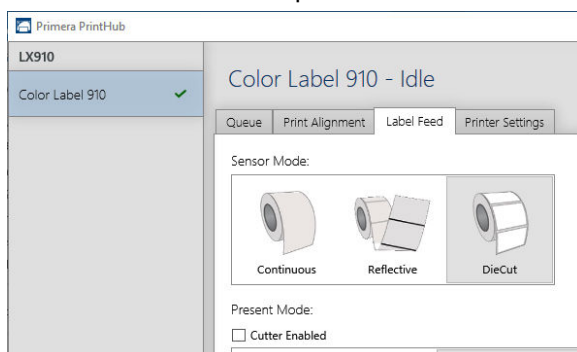 Primera PrintHub
LX910
Color Label 910
Color Label 910 - Idle
Queue Print Alignment Label Feed Printer Settings
Sensor Mode:
Continuous Reflective DieCut
Present Mode:
Cutter Enabled